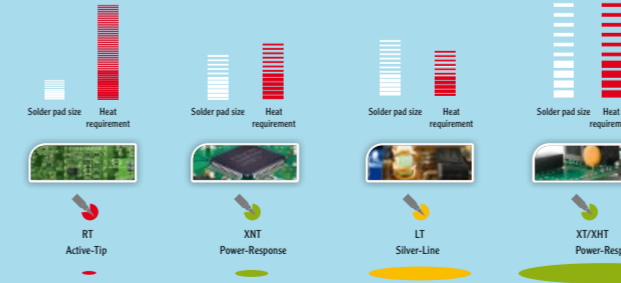 Solder pad size Heat requirement
Solder pad size Heat requirement
Solder pad size Heat requirement
Solder pad size Heat
RT
Active-Tip
XNT
Power-Response
LT
Silver-Line
XT/XHT